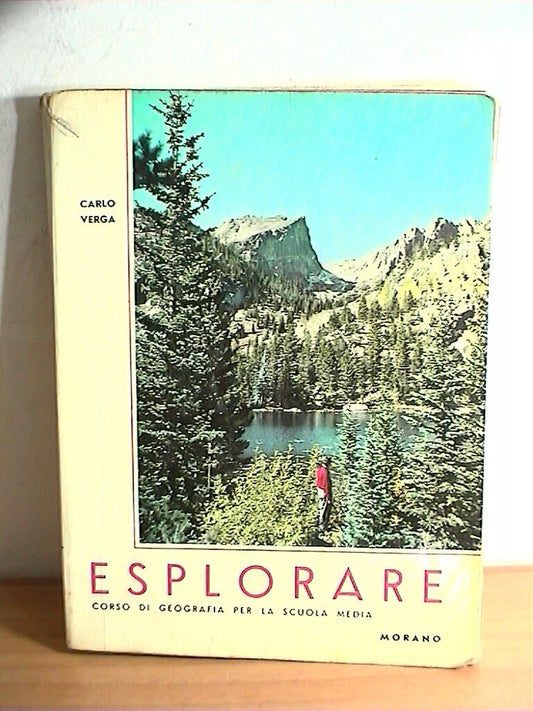 CARLO
VERGA
ESPLORARE
CORSO DI GEOGRAFIA PER LA SCUOLA MEDIA
MORANO